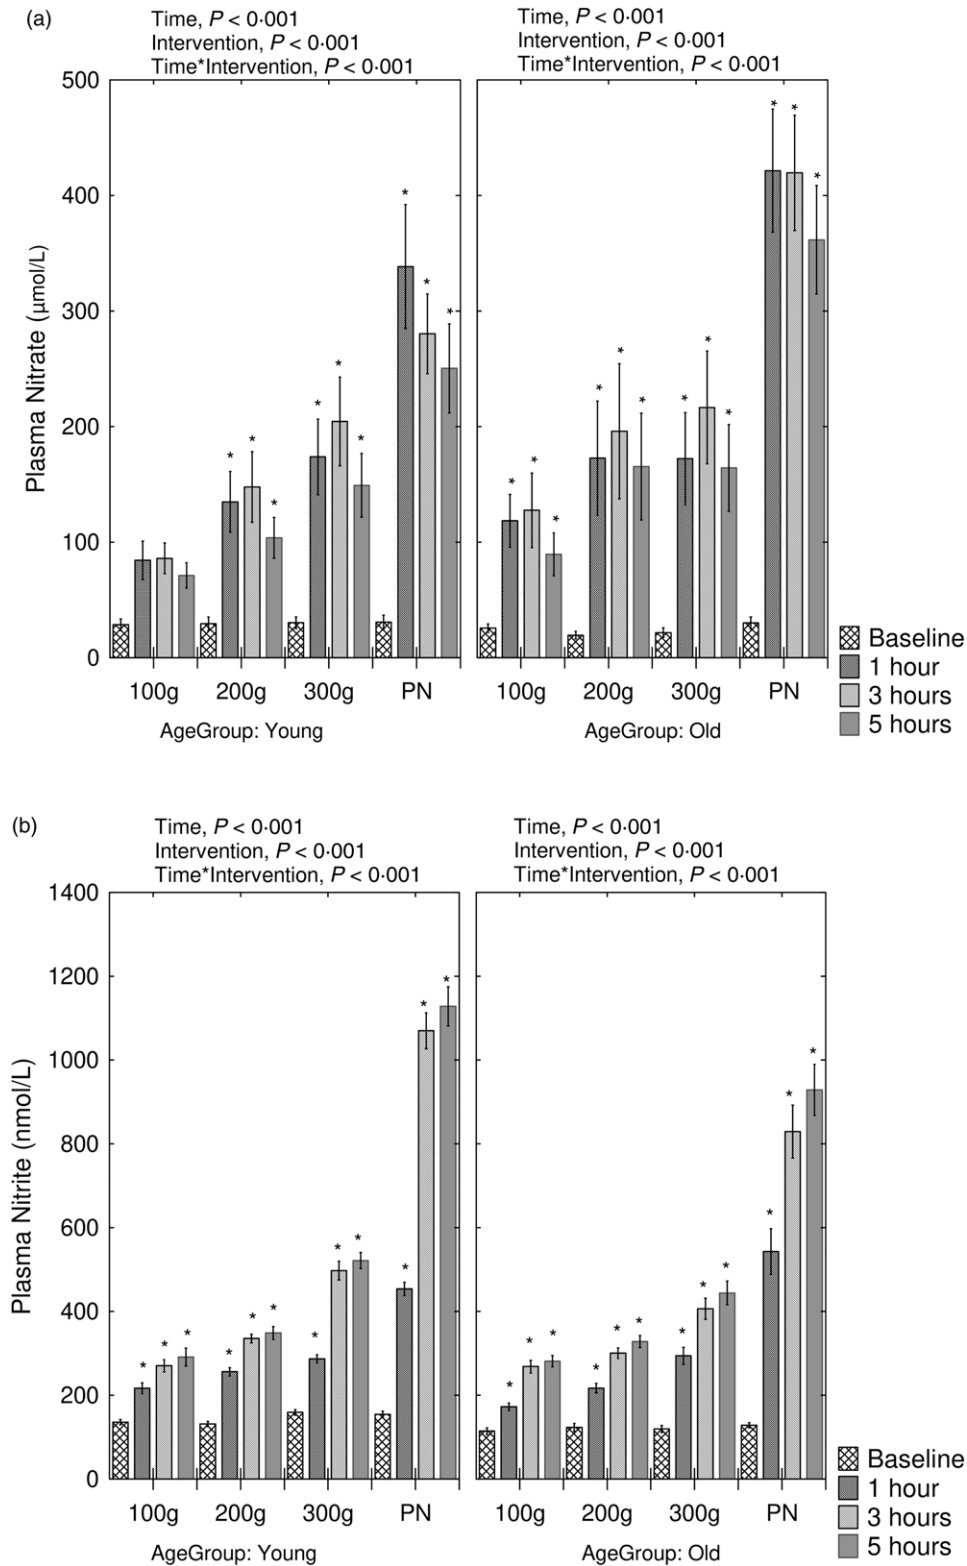 (a)
Time, P < 0·001
Intervention, P < 0·001
Time*Intervention, P < 0·001
Time, P < 0·001
Intervention, P < 0·001
Time*Intervention, P < 0·001
Plasma Nitrate (μmol/L)
500
400
300
200
100
0
* * * * * * * * *
* * * * * * * * * * * *
100g 200g 300g PN
AgeGroup: Young
100g 200g 300g PN
AgeGroup: Old
Baseline
1 hour
3 hours
5 hours
(b)
Time, P < 0·001
Intervention, P < 0·001
Time*Intervention, P < 0·001
Time, P < 0·001
Intervention, P < 0·001
Time*Intervention, P < 0·001
Plasma Nitrite (nmol/L)
1400
1200
1000
800
600
400
200
0
* * * * * * * * * * * *
* * * * * * * * * * * *
100g 200g 300g PN
AgeGroup: Young
100g 200g 300g PN
AgeGroup: Old
Baseline
1 hour
3 hours
5 hours